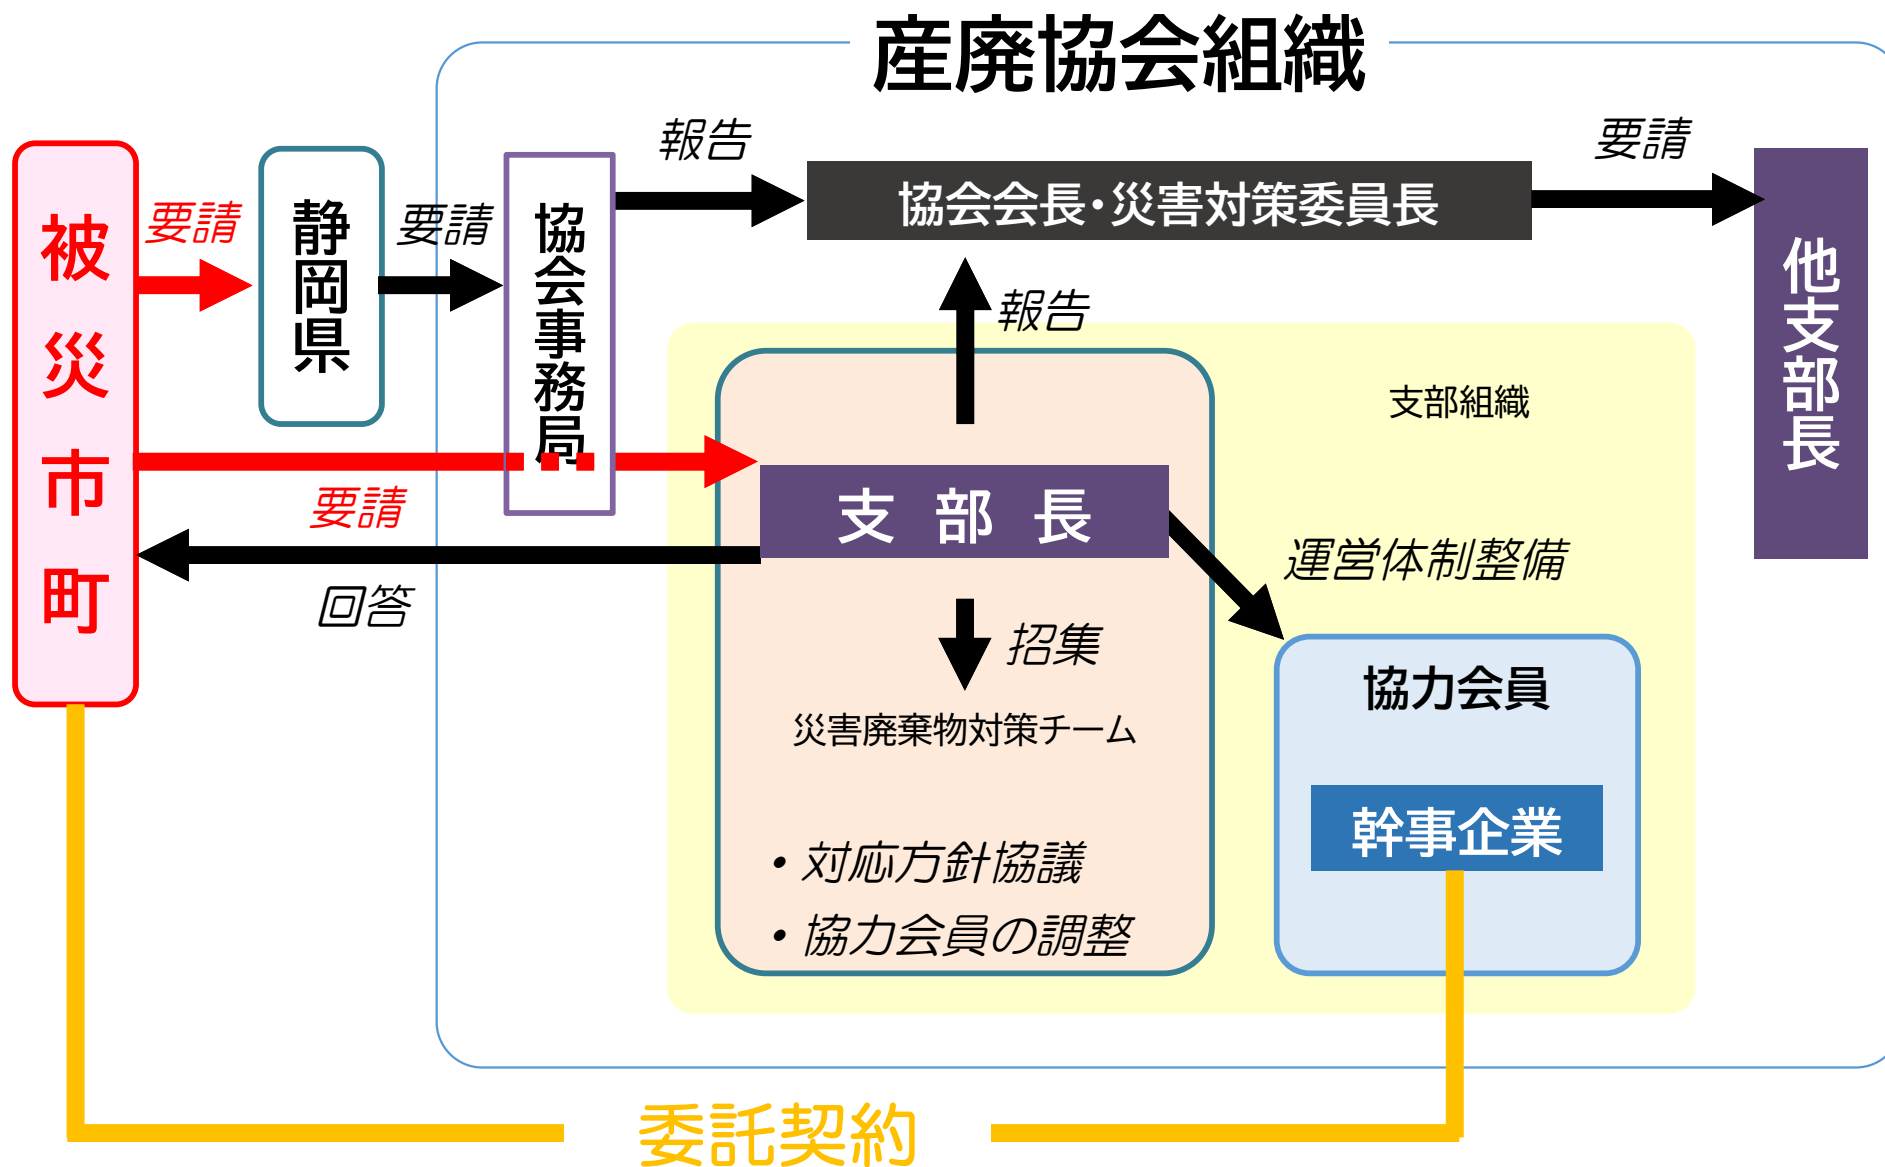 産廃協会組織
被災市町
要請
静岡県
要請
協会事務局
報告
協会会長・災害対策委員長
要請
他支部長
報告
支部組織
要請
支部長
回答
運営体制整備
招集
災害廃棄物対策チーム
・対応方針協議
・協力会員の調整
協力会員
幹事企業
委託契約